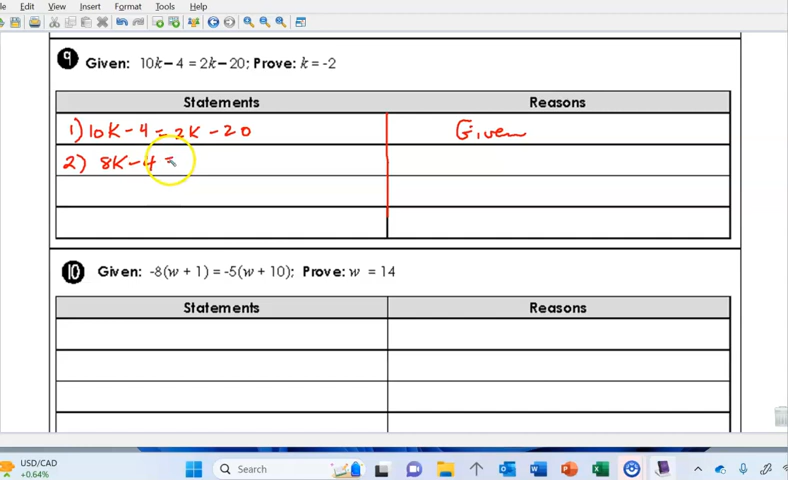 Edit View Insert Format Tools Help
9 Given: 10k – 4 = 2k – 20; Prove: k = -2
Statements Reasons
1) 10K - 4 = 2K - 20 Given
2) 8K - 4 =
10 Given: -8(w + 1) = -5(w + 10); Prove: w = 14
Statements Reasons
USD/CAD
+0.64%
Search